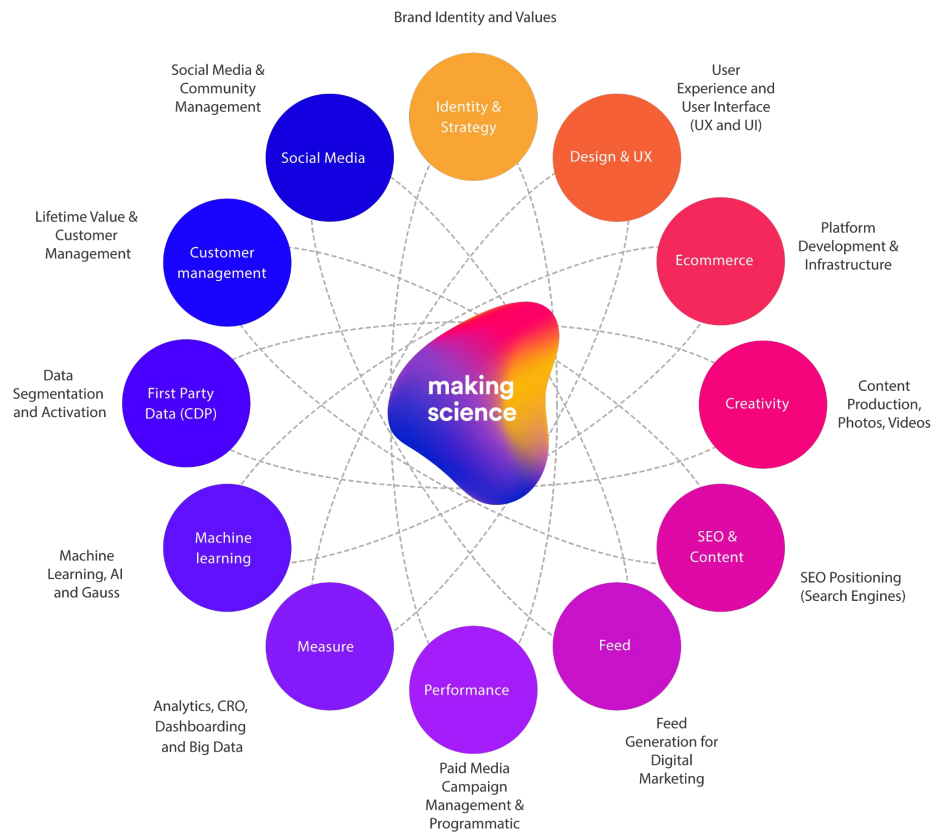 Brand Identity and Values
Identity &
Strategy
User
Experience and
User Interface
(UX and UI)
Design & UX
Platform
Development &
Infrastructure
Ecommerce
Content
Production,
Photos, Videos
Creativity
SEO &
Content
SEO Positioning
(Search Engines)
Feed
Feed
Generation for
Digital
Marketing
Performance
Paid Media
Campaign
Management &
Programmatic
Measure
Analytics, CRO,
Dashboarding
and Big Data
Machine
learning
Machine
Learning, AI
and Gauss
First Party
Data (CDP)
Data
Segmentation
and Activation
Customer
management
Lifetime Value &
Customer
Management
Social Media
Social Media &
Community
Management
making
science